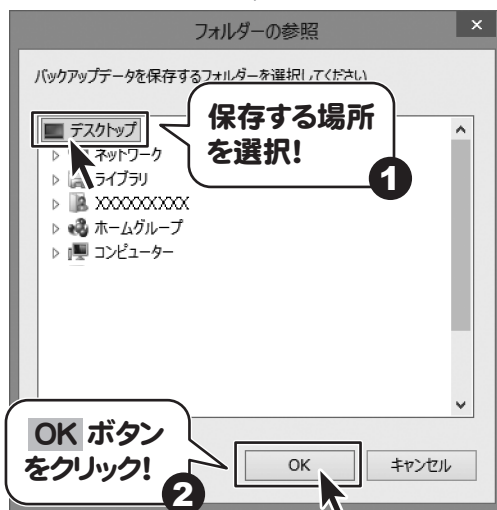 フォルダーの参照
×
バックアップデータを保存するフォルダーを選択してください
デスクトップ
保存する場所
を選択!
1
ネットワーク
ライブラリ
XXXXXXXXX
ホームグループ
コンピューター
OK ボタン
をクリック!
2
OK
キャンセル